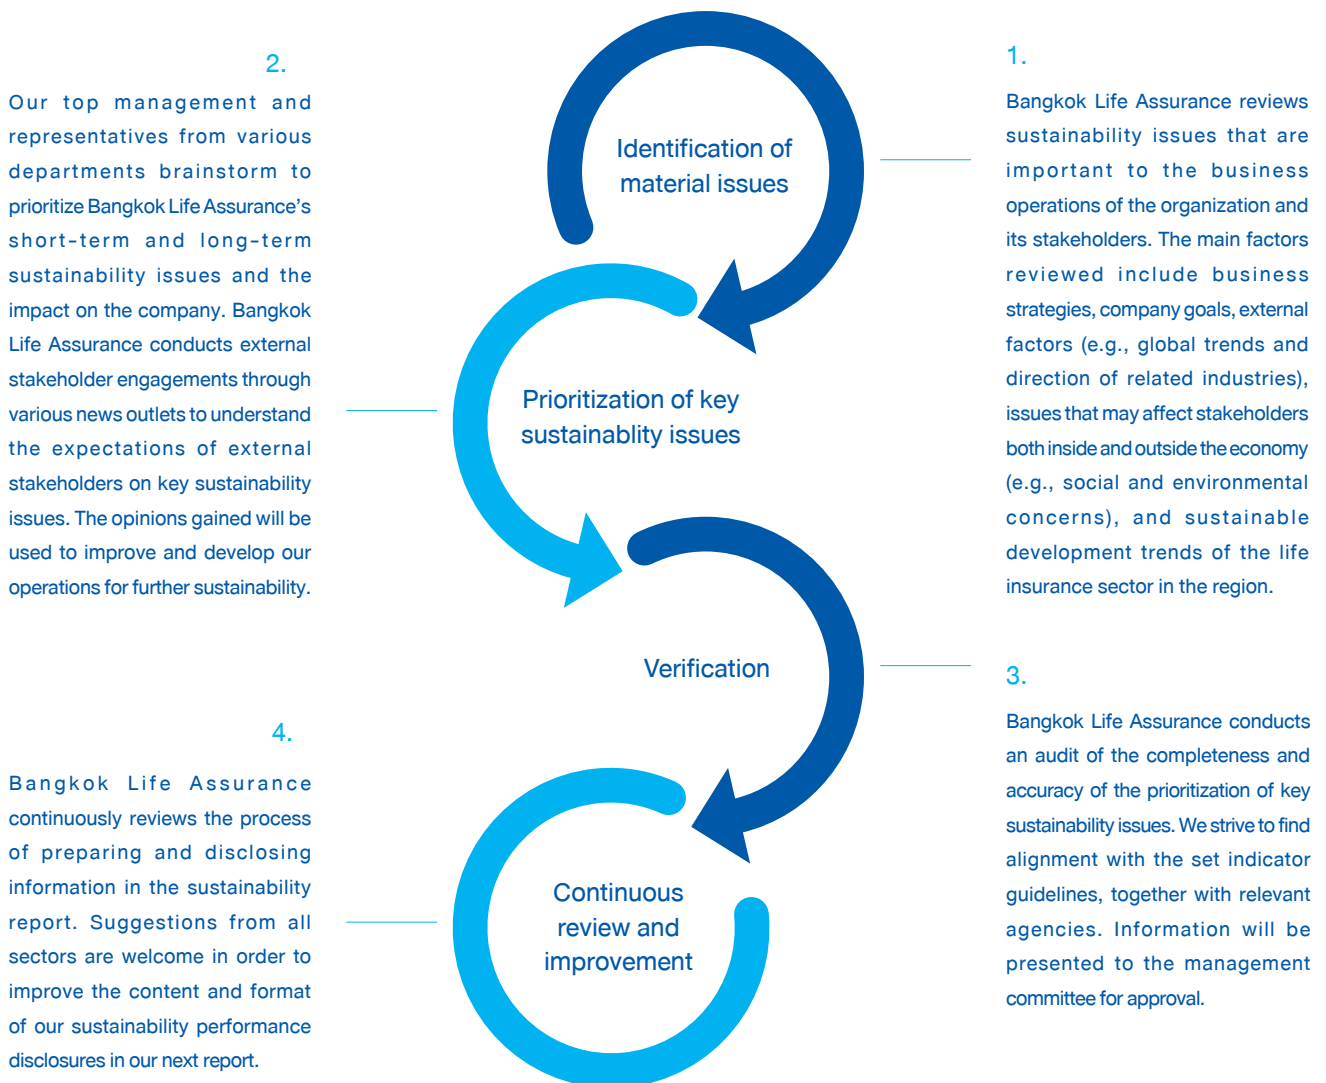 1.
Bangkok Life Assurance reviews
sustainability issues that are
important to the business
operations of the organization and
its stakeholders. The main factors
reviewed include business
strategies, company goals, external
factors (e.g., global trends and
direction of related industries),
issues that may affect stakeholders
both inside and outside the economy
(e.g., social and environmental
concerns), and sustainable
development trends of the life
insurance sector in the region.
Identification of
material issues
2.
Our top management and
representatives from various
departments brainstorm to
prioritize Bangkok Life Assurance's
short-term and long-term
sustainability issues and the
impact on the company. Bangkok
Life Assurance conducts external
stakeholder engagements through
various news outlets to understand
the expectations of external
stakeholders on key sustainability
issues. The opinions gained will be
used to improve and develop our
operations for further sustainability.
Prioritization of key
sustainablity issues
3.
Bangkok Life Assurance conducts
an audit of the completeness and
accuracy of the prioritization of key
sustainability issues. We strive to find
alignment with the set indicator
guidelines, together with relevant
agencies. Information will be
presented to the management
committee for approval.
Verification
4.
Bangkok Life Assurance
continuously reviews the process
of preparing and disclosing
information in the sustainability
report. Suggestions from all
sectors are welcome in order to
improve the content and format
of our sustainability performance
disclosures in our next report.
Continuous
review and
improvement